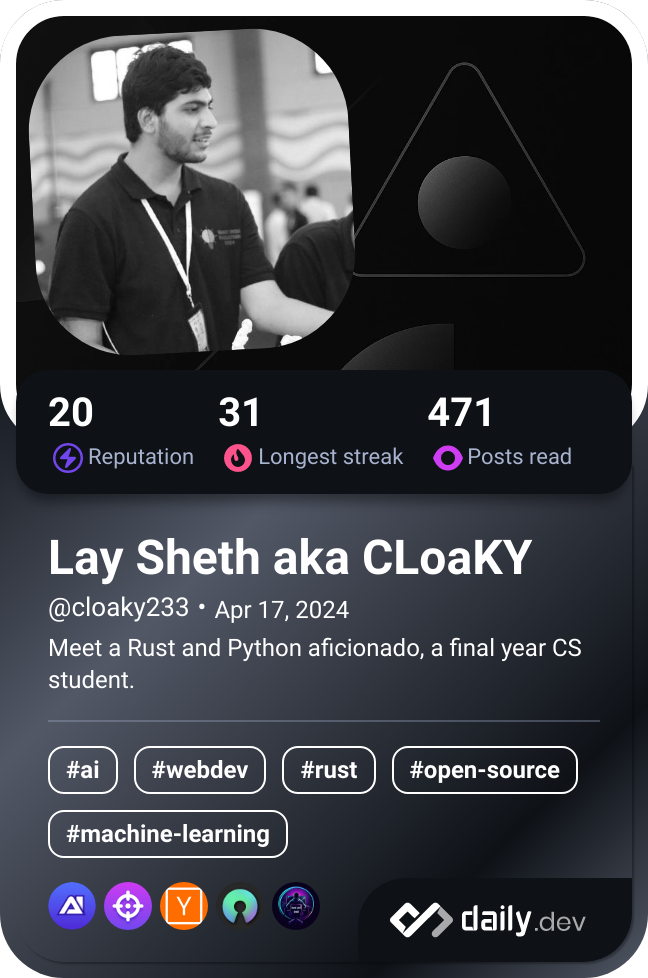 20 31 471
Reputation Longest streak Posts read
Lay Sheth aka CLoaKY
@cloaky233 • Apr 17, 2024
Meet a Rust and Python aficionado, a final year CS
student.
#ai #webdev #rust #open-source
#machine-learning
Y
daily.dev